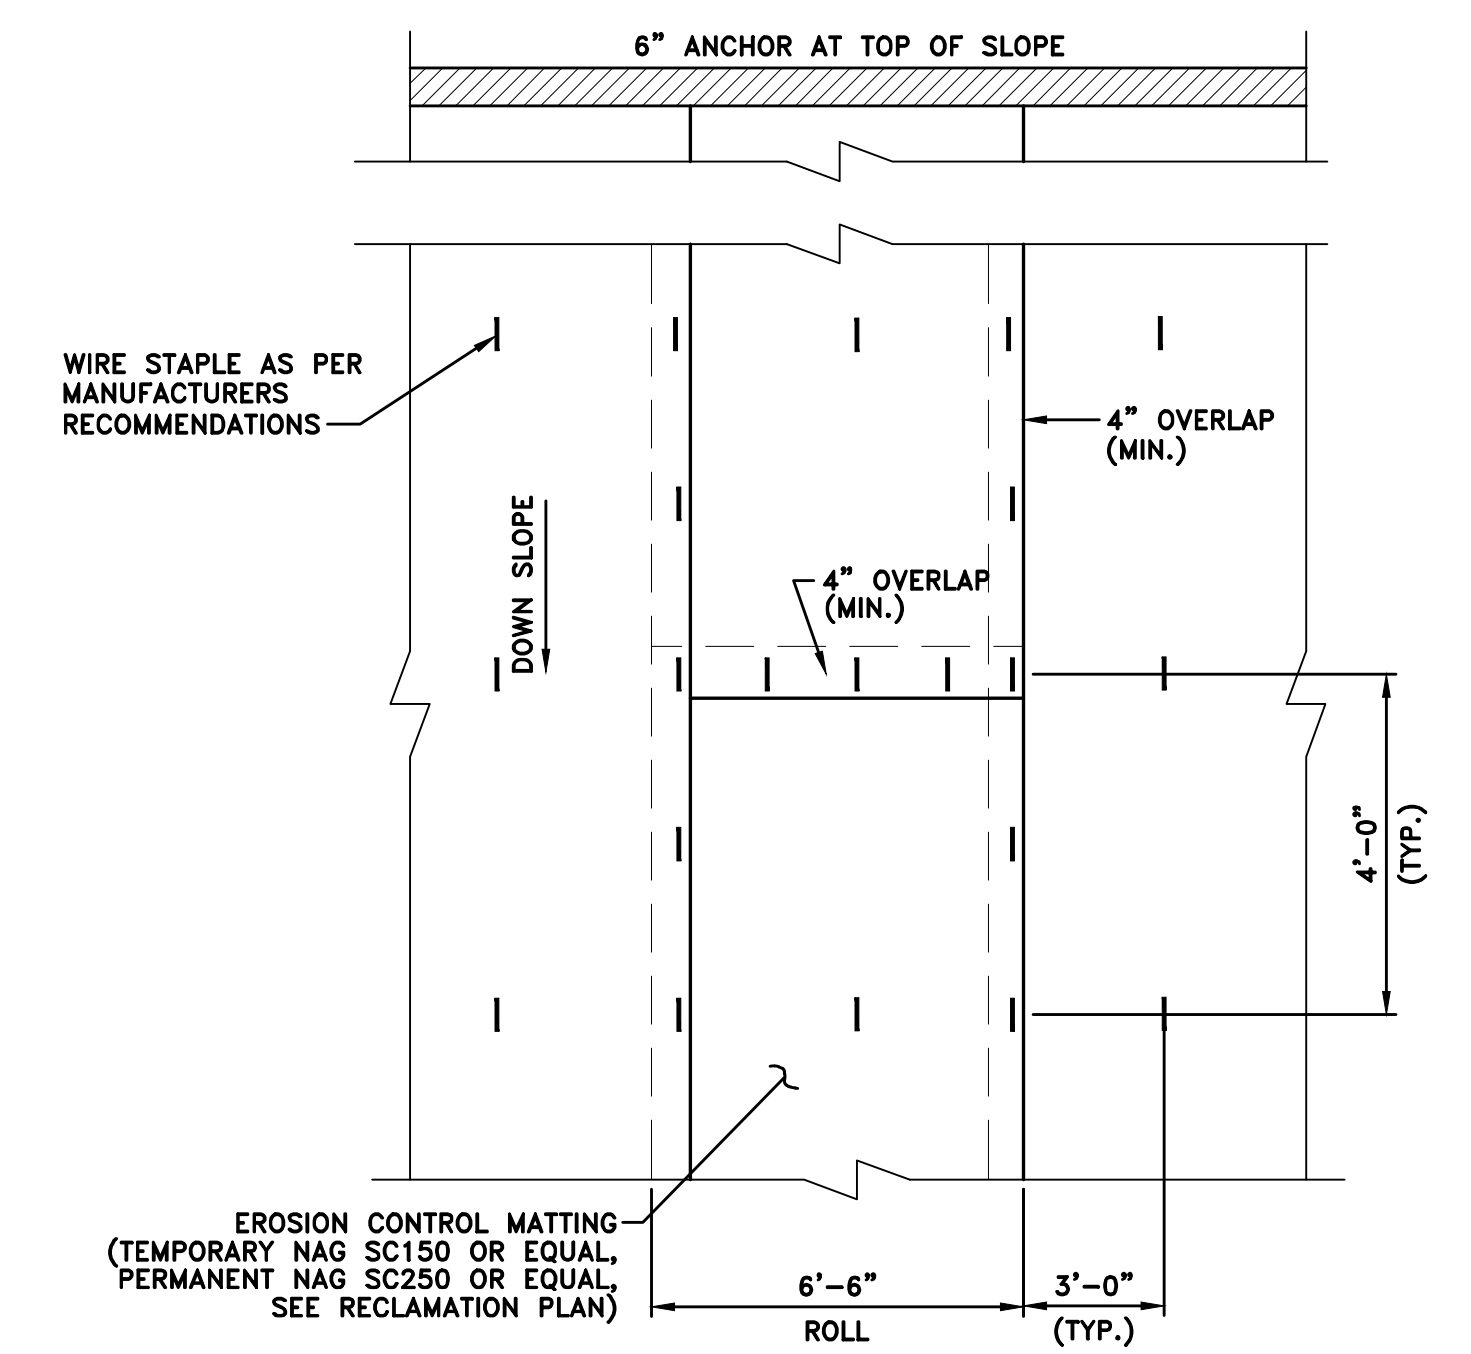 6” ANCHOR AT TOP OF SLOPE
WIRE STAPLE AS PER
MANUFACTURERS
RECOMMENDATIONS
4” OVERLAP
(MIN.)
DOWN SLOPE
4” OVERLAP
(MIN.)
4'-0”
(TYP.)
EROSION CONTROL MATTING
(TEMPORARY NAG SC150 OR EQUAL,
PERMANENT NAG SC250 OR EQUAL,
SEE RECLAMATION PLAN)
6'-6”
ROLL
3'-0”
(TYP.)